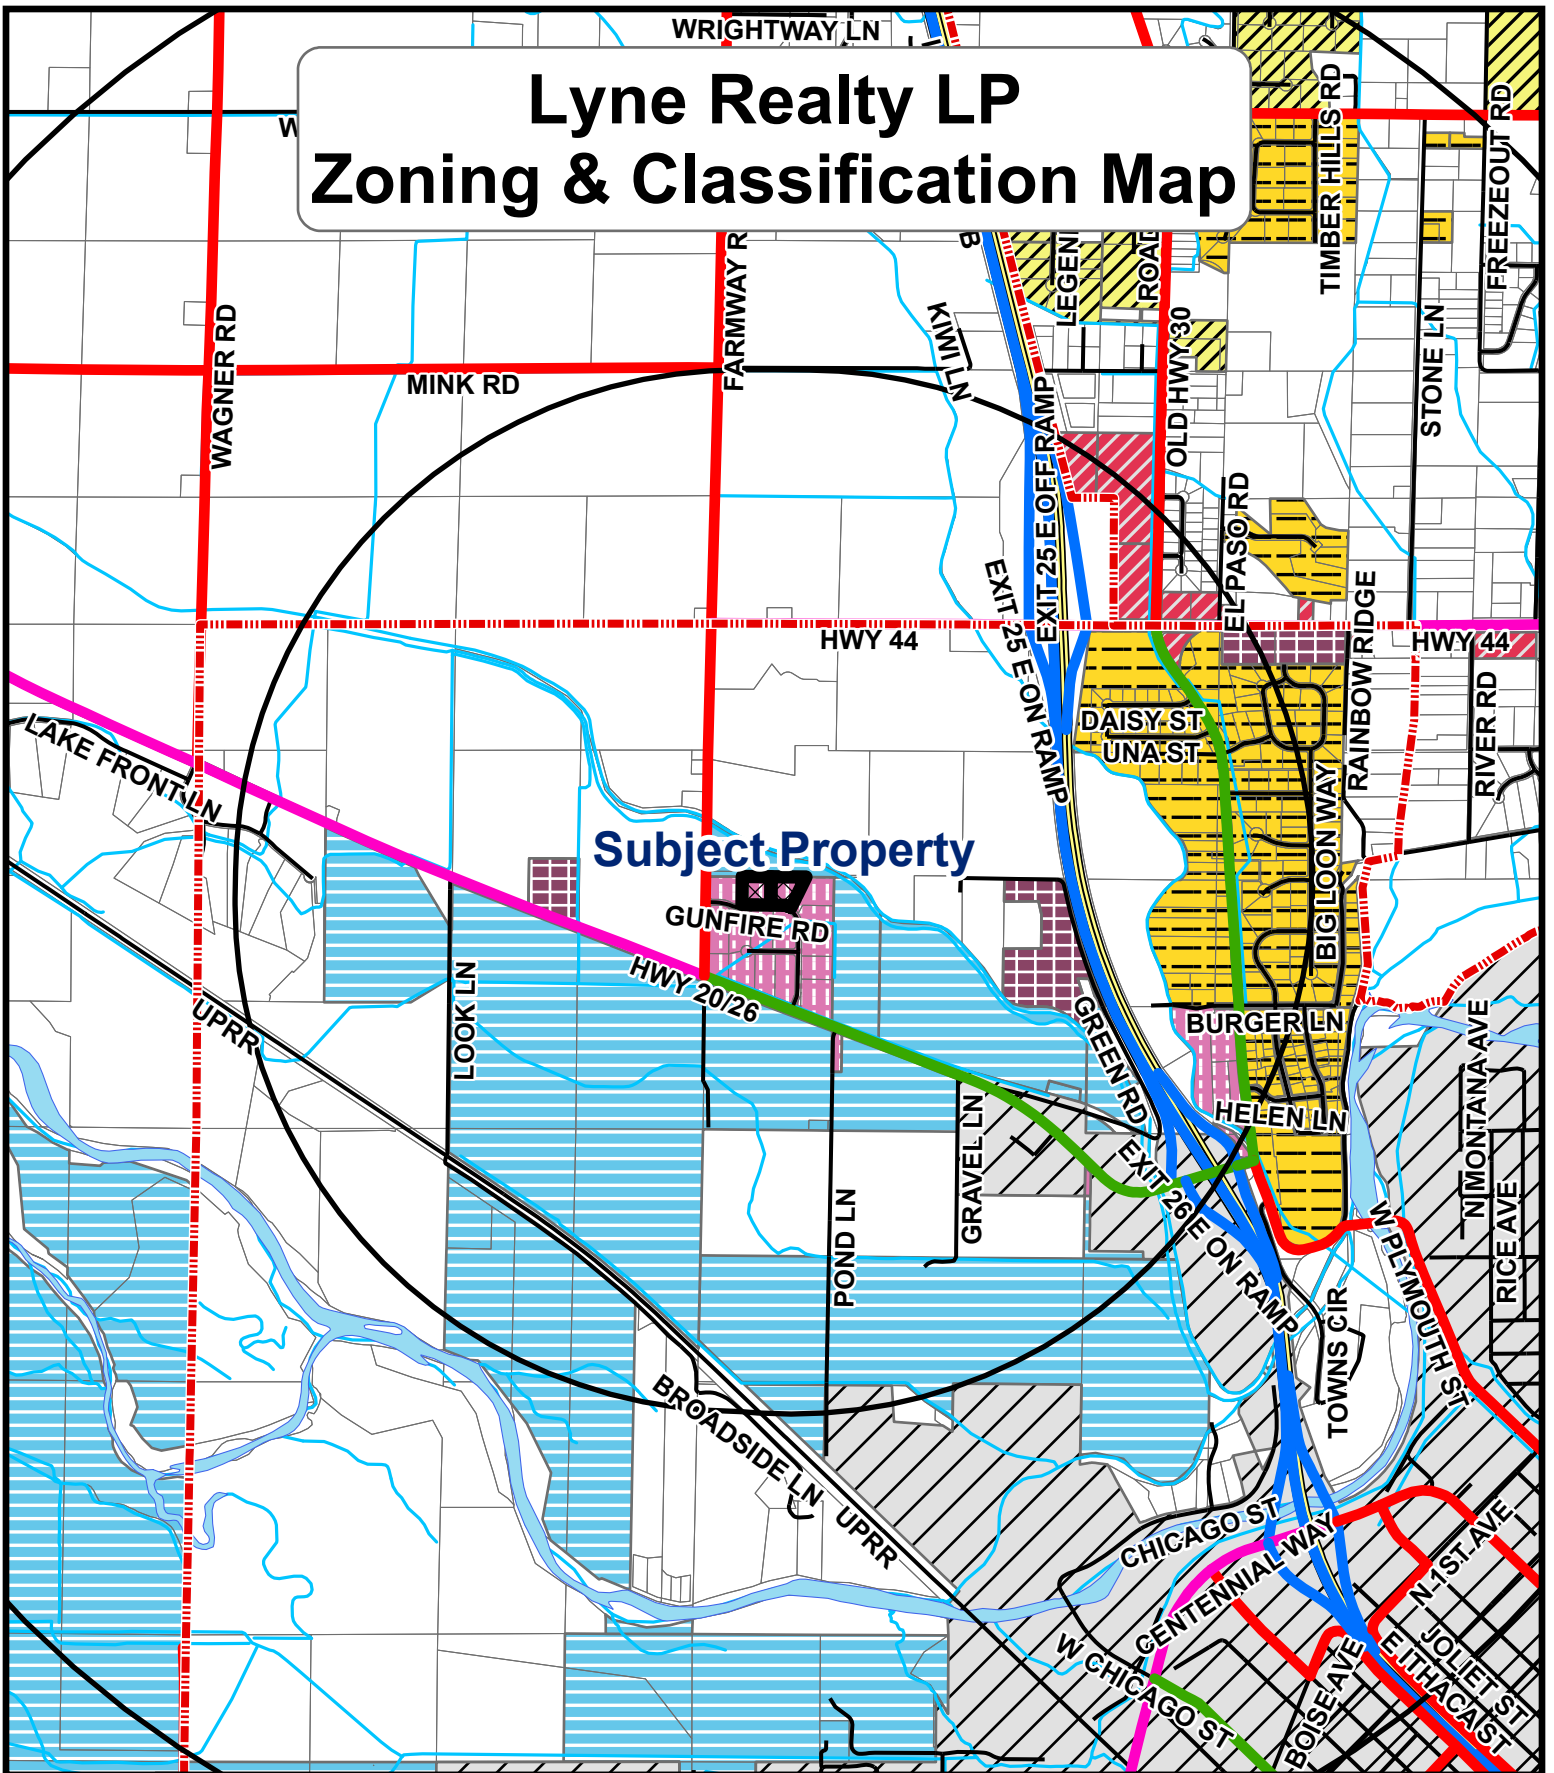 WRIGHTWAY LN
Lyne Realty LP
Zoning & Classification Map
TIMBER HILLS RD
FREEZEOUT RD
WAGNER RD
MINK RD
FARMWAY R
KIWI LN
LEGEN
ROAD
OLD HWY 30
STONE LN
EXIT 25 E OFF RAMP
EXIT 25 E ON RAMP
EL PASO RD
RAINBOW RIDGE
HWY 44
HWY 44
RIVER RD
DAISY ST
UNA ST
LAKE FRONT LN
BIG LOON WAY
Subject Property
GUNFIRE RD
HWY 20/26
UPRR
LOOK LN
GREEN RD
BURGER LN
HELEN LN
N MONTANA AVE
RICE AVE
GRAVEL LN
POND LN
EXIT 26 E ON RAMP
W PLYMOUTH ST
TOWNS CIR
BROADSIDE LN
UPRR
CHICAGO ST
CENTENNIAL WAY
N 1ST AVE
W CHICAGO ST
BOISE AVE
JOLIET ST
E ITHACA ST